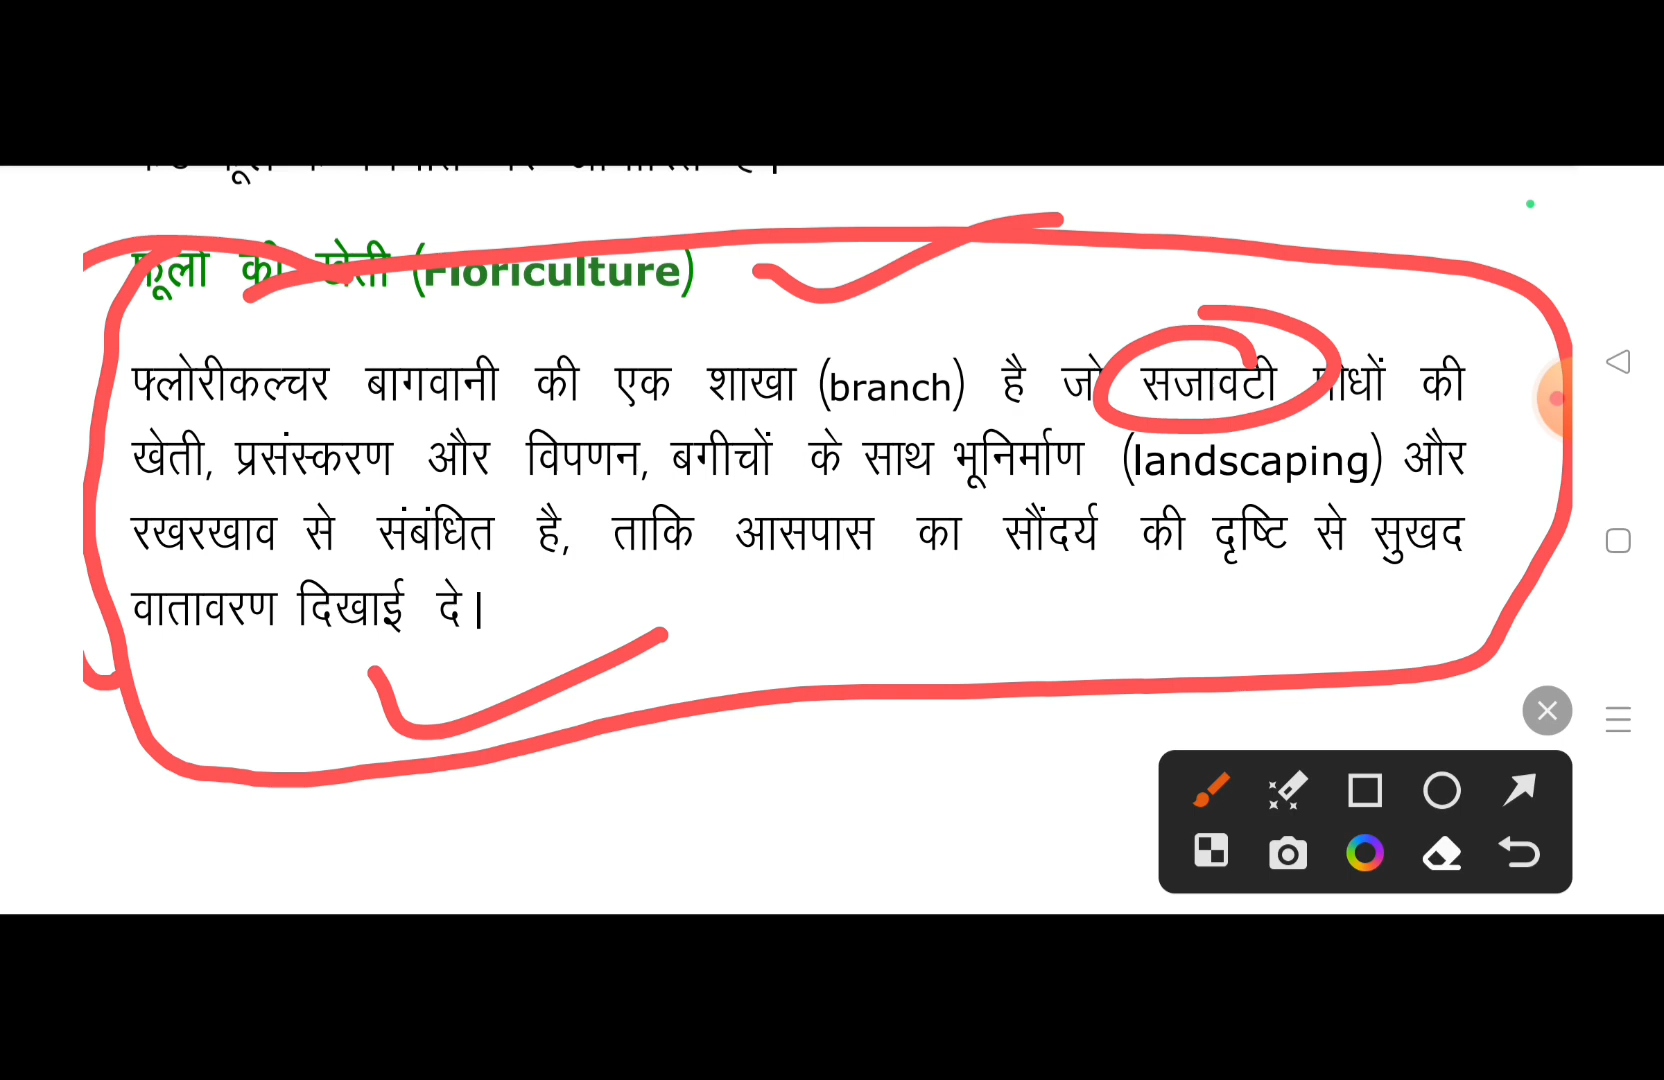 फूलों की खेती (Floriculture)
फ्लोरीकल्चर बागवानी की एक शाखा (branch) है जो सजावटी पौधों की
खेती, प्रसंस्करण और विपणन, बगीचों के साथ भूनिर्माण (landscaping) और
रखरखाव से संबंधित है, ताकि आसपास का सौंदर्य की दृष्टि से सुखद
वातावरण दिखाई दे|